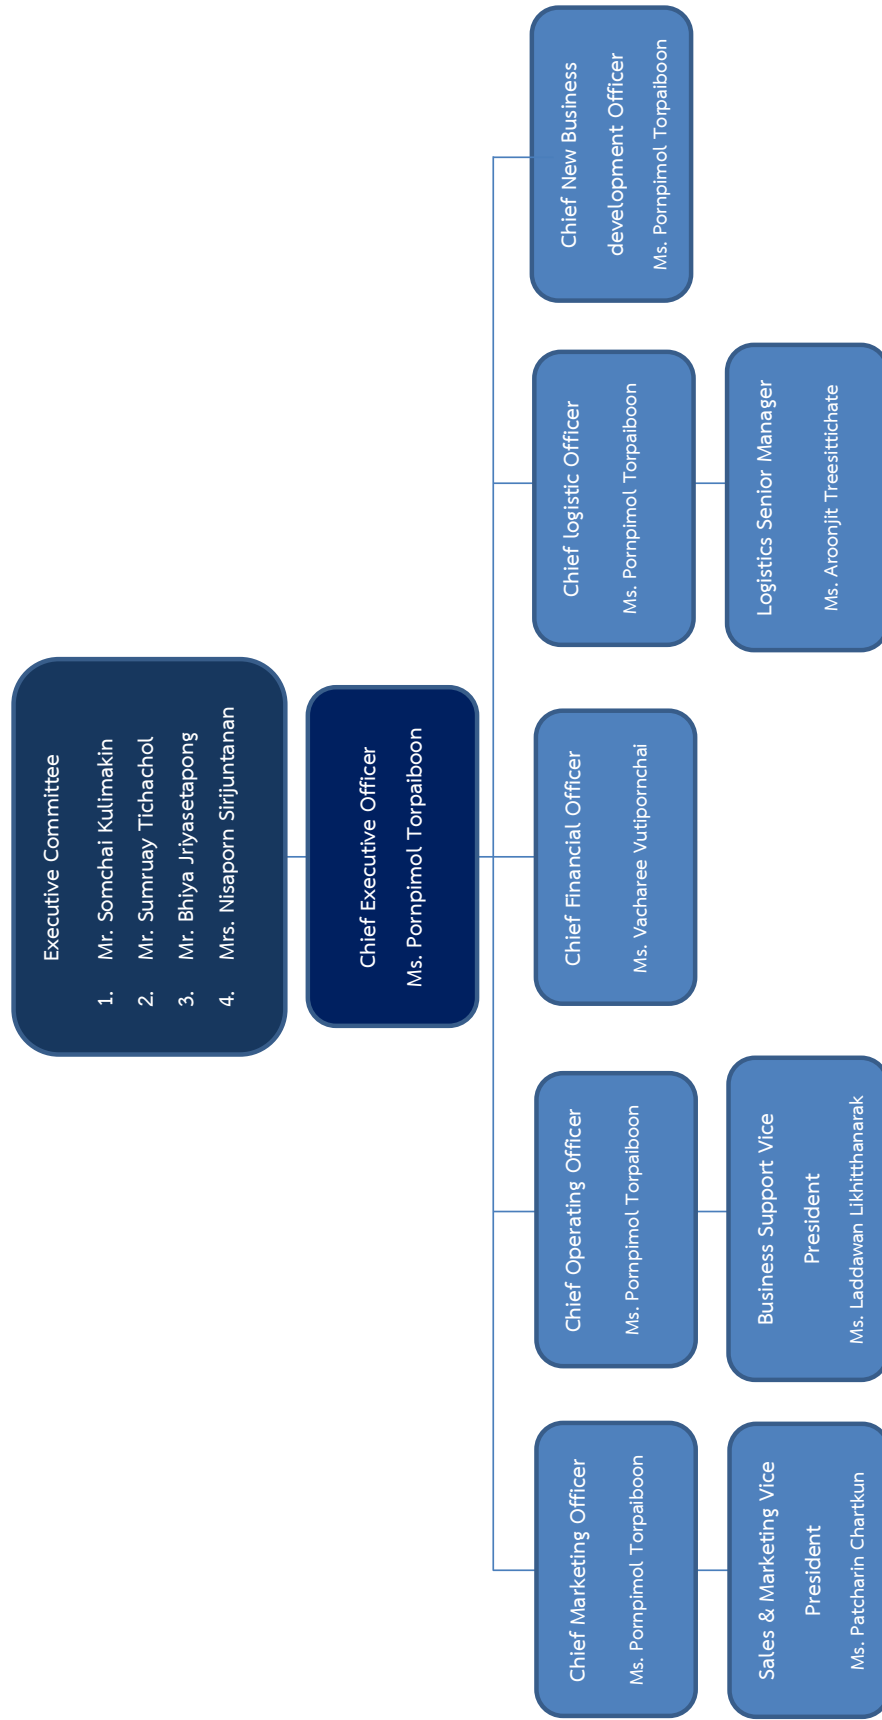 Executive Committee
1. Mr. Somchai Kulimakin
2. Mr. Sumruay Tichachol
3. Mr. Bhiya Jriyasetapong
4. Mrs. Nisaporn Sirijuntanan
Chief Executive Officer
Ms. Pornpimol Torpaiboon
Chief Marketing Officer
Ms. Pornpimol Torpaiboon
Chief Operating Officer
Ms. Pornpimol Torpaiboon
Chief Financial Officer
Ms. Vacharee Vutipornchai
Chief logistic Officer
Ms. Pornpimol Torpaiboon
Chief New Business
development Officer
Ms. Pornpimol Torpaiboon
Sales & Marketing Vice
President
Ms. Patcharin Chartkun
Business Support Vice
President
Ms. Laddawan Likhitthanarak
Logistics Senior Manager
Ms. Aroonjit Treesittichate